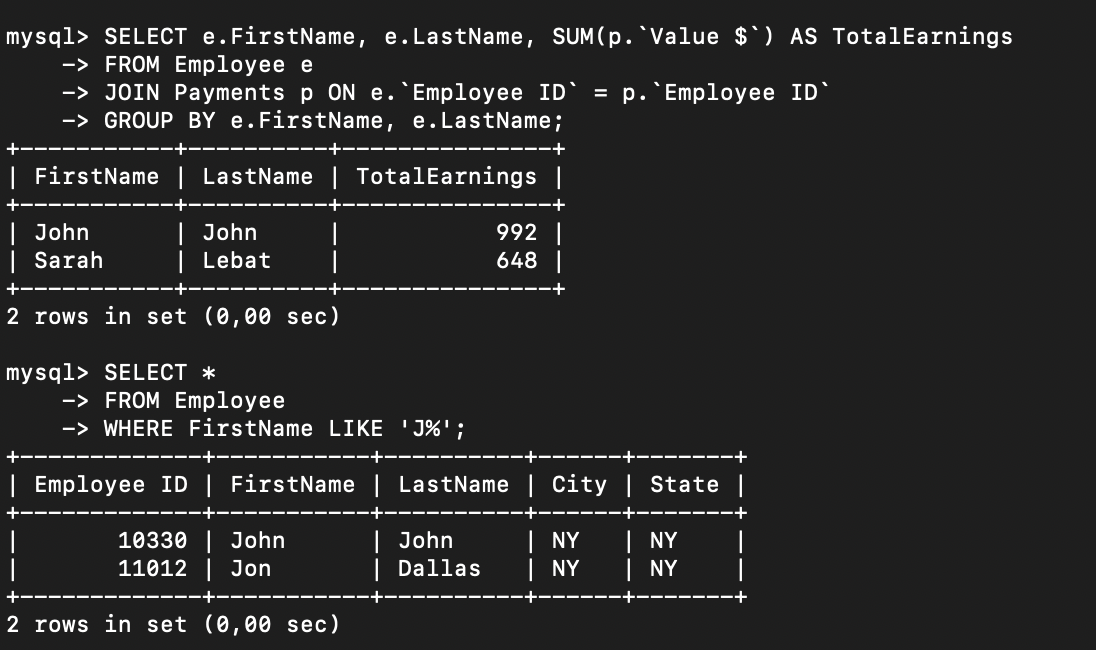 mysql> SELECT e.FirstName, e.LastName, SUM(p.`Value $`) AS TotalEarnings
    -> FROM Employee e
    -> JOIN Payments p ON e.`Employee ID` = p.`Employee ID`
    -> GROUP BY e.FirstName, e.LastName;
+-----------+----------+---------------+
| FirstName | LastName | TotalEarnings |
+-----------+----------+---------------+
| John      | John     |           992 |
| Sarah     | Lebat    |           648 |
+-----------+----------+---------------+
2 rows in set (0,00 sec)

mysql> SELECT *
    -> FROM Employee
    -> WHERE FirstName LIKE 'J%';
+-------------+-----------+----------+------+-------+
| Employee ID | FirstName | LastName | City | State |
+-------------+-----------+----------+------+-------+
|       10330 | John      | John     | NY   | NY    |
|       11012 | Jon       | Dallas   | NY   | NY    |
+-------------+-----------+----------+------+-------+
2 rows in set (0,00 sec)